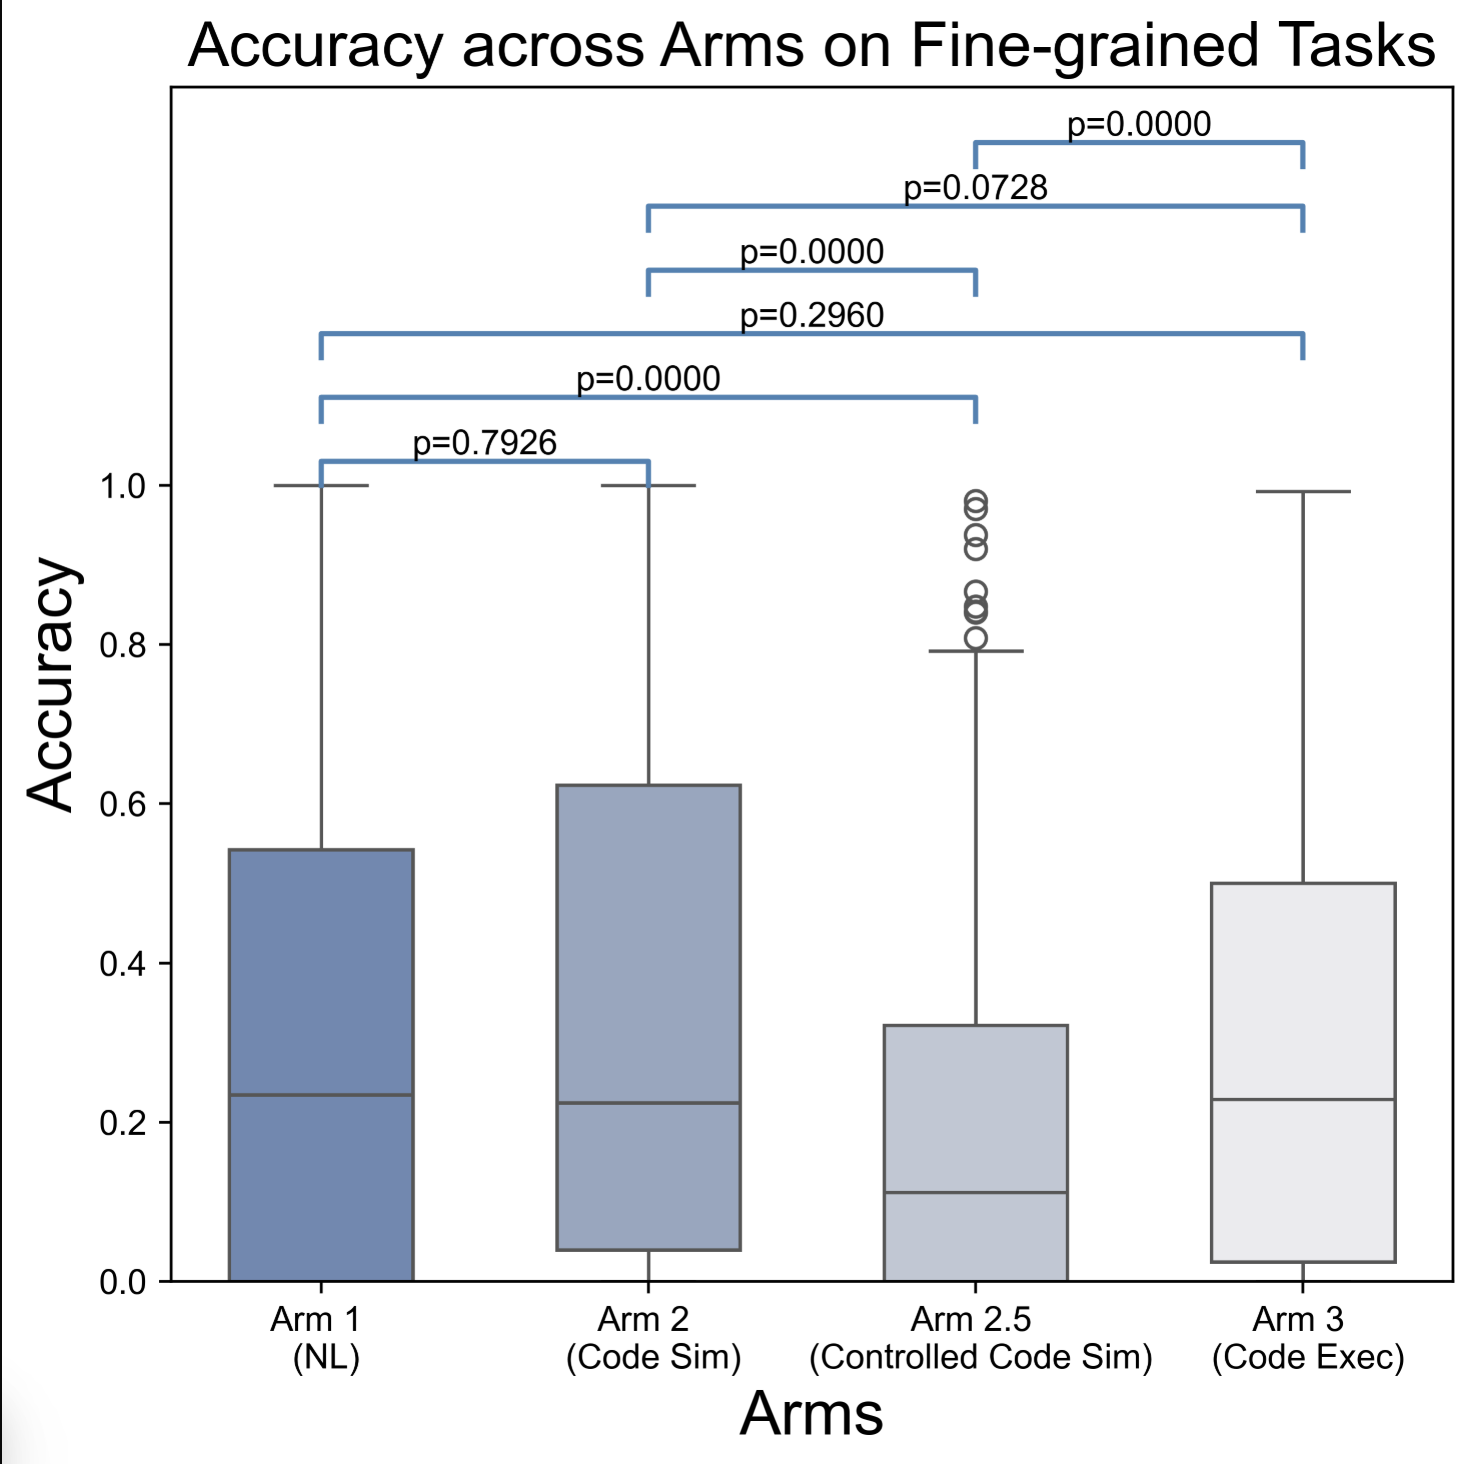 Accuracy across Arms on Fine-grained Tasks
p=0.0000
p=0.0728
p=0.0000
p=0.2960
p=0.0000
p=0.7926
Accuracy
1.0
0.8
0.6
0.4
0.2
0.0
Arm 1 Arm 2 Arm 2.5 Arm 3
(NL) (Code Sim) (Controlled Code Sim) (Code Exec)
Arms